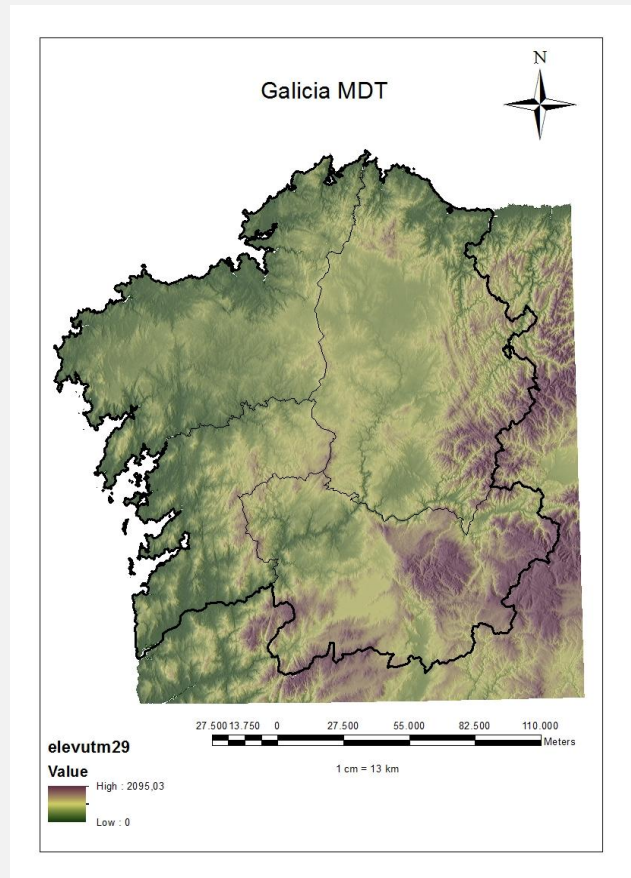 N
Galicia MDT
27.500 13.750 0 27.500 55.000 82.500 110.000
Meters
elevutm29
1 cm = 13 km
Value
High : 2095,03
Low : 0